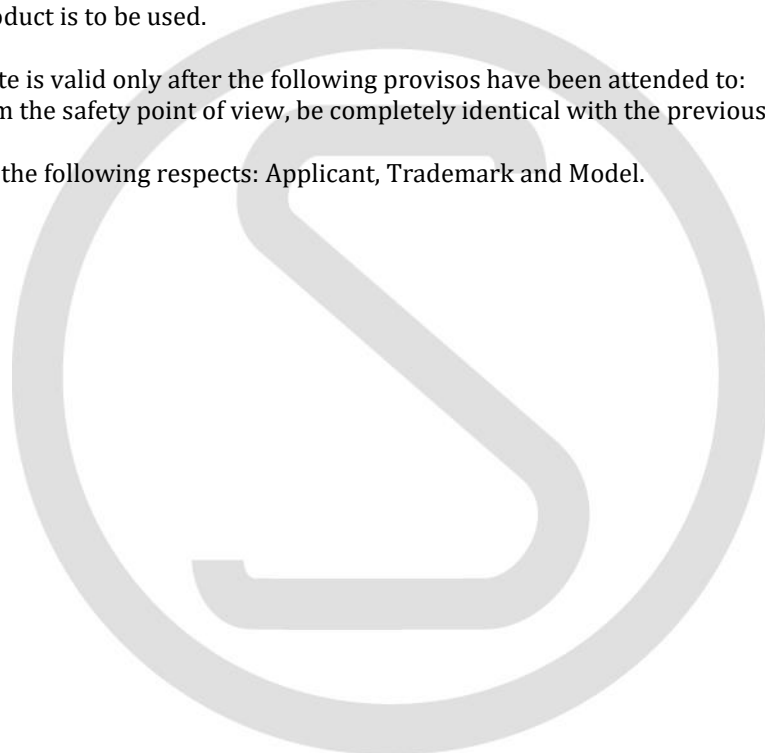 oduct is to be used.
te is valid only after the following provisos have been attended to:
m the safety point of view, be completely identical with the previous
the following respects: Applicant, Trademark and Model.